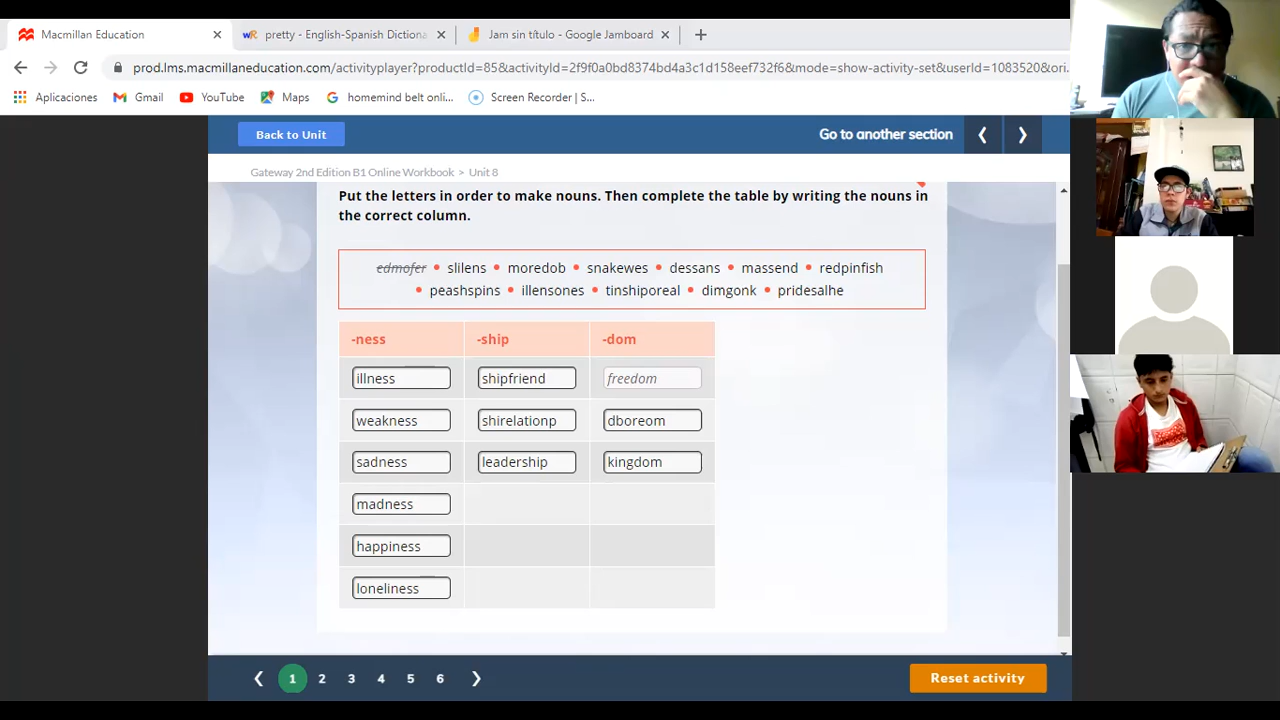 Macmillan Education
pretty - English-Spanish Dictiona
Jam sin título - Google Jamboard
prod.lms.macmillaneducation.com/activityplayer?productId=85&activityId=2f9f0a0bd8374bd4a3c1d158eef732f6&mode=show-activity-set&userId=1083520&ori...
Aplicaciones Gmail YouTube Maps homemind belt onli... Screen Recorder | S...
Back to Unit Go to another section
Gateway 2nd Edition B1 Online Workbook > Unit 8
Put the letters in order to make nouns. Then complete the table by writing the nouns in
the correct column.
edmofer • slilens • moredob • snakewes • dessans • massend • redpinfish
• peashspins • illensones • tinshiporeal • dimgonk • pridesalhe
-ness -ship -dom
illness shipfriend freedom
weakness shirelationp dboreom
sadness leadership kingdom
madness
happiness
loneliness
1 2 3 4 5 6 Reset activity